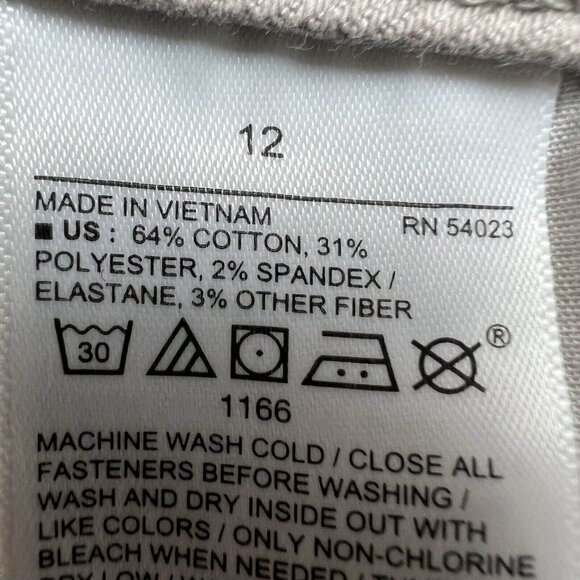 12
MADE IN VIETNAM RN 54023
■ US : 64% COTTON, 31%
POLYESTER, 2% SPANDEX /
ELASTANE, 3% OTHER FIBER
30 ®
1166
MACHINE WASH COLD / CLOSE ALL
FASTENERS BEFORE WASHING /
WASH AND DRY INSIDE OUT WITH
LIKE COLORS / ONLY NON-CHLORINE
BLEACH WHEN NEEDED /